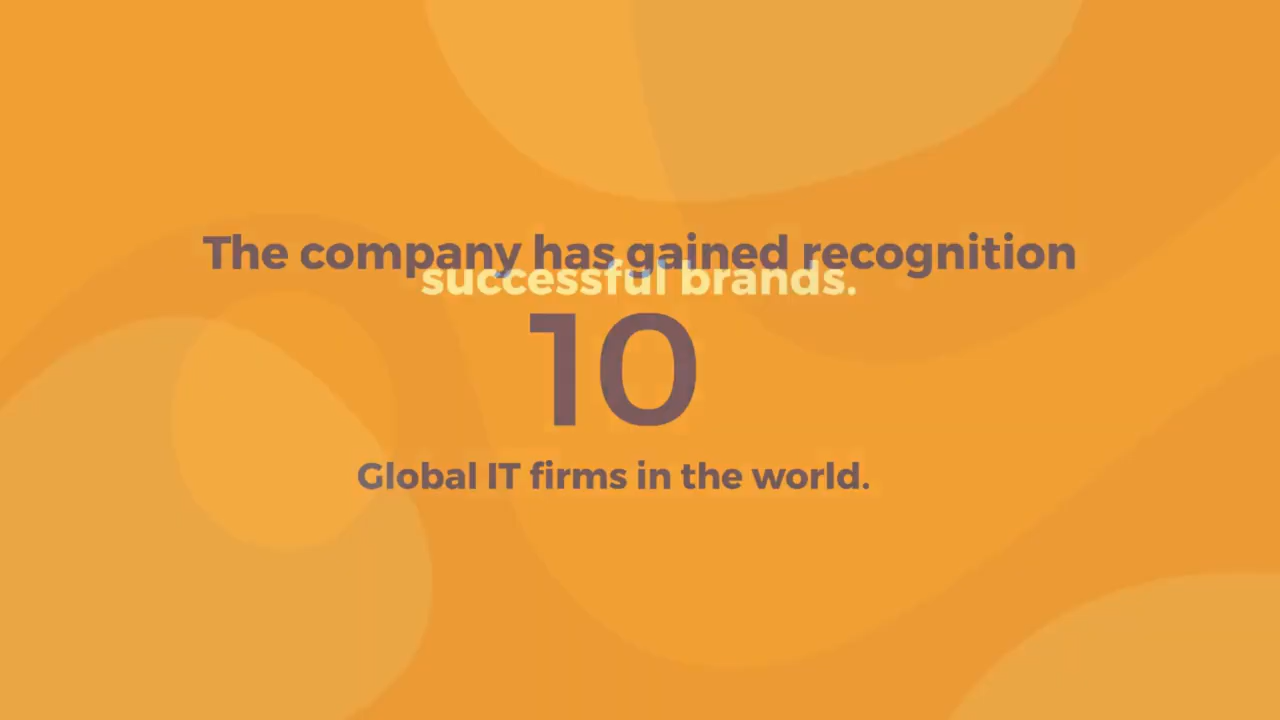 The company has gained recognition
successful brands.
10
Global IT firms in the world.